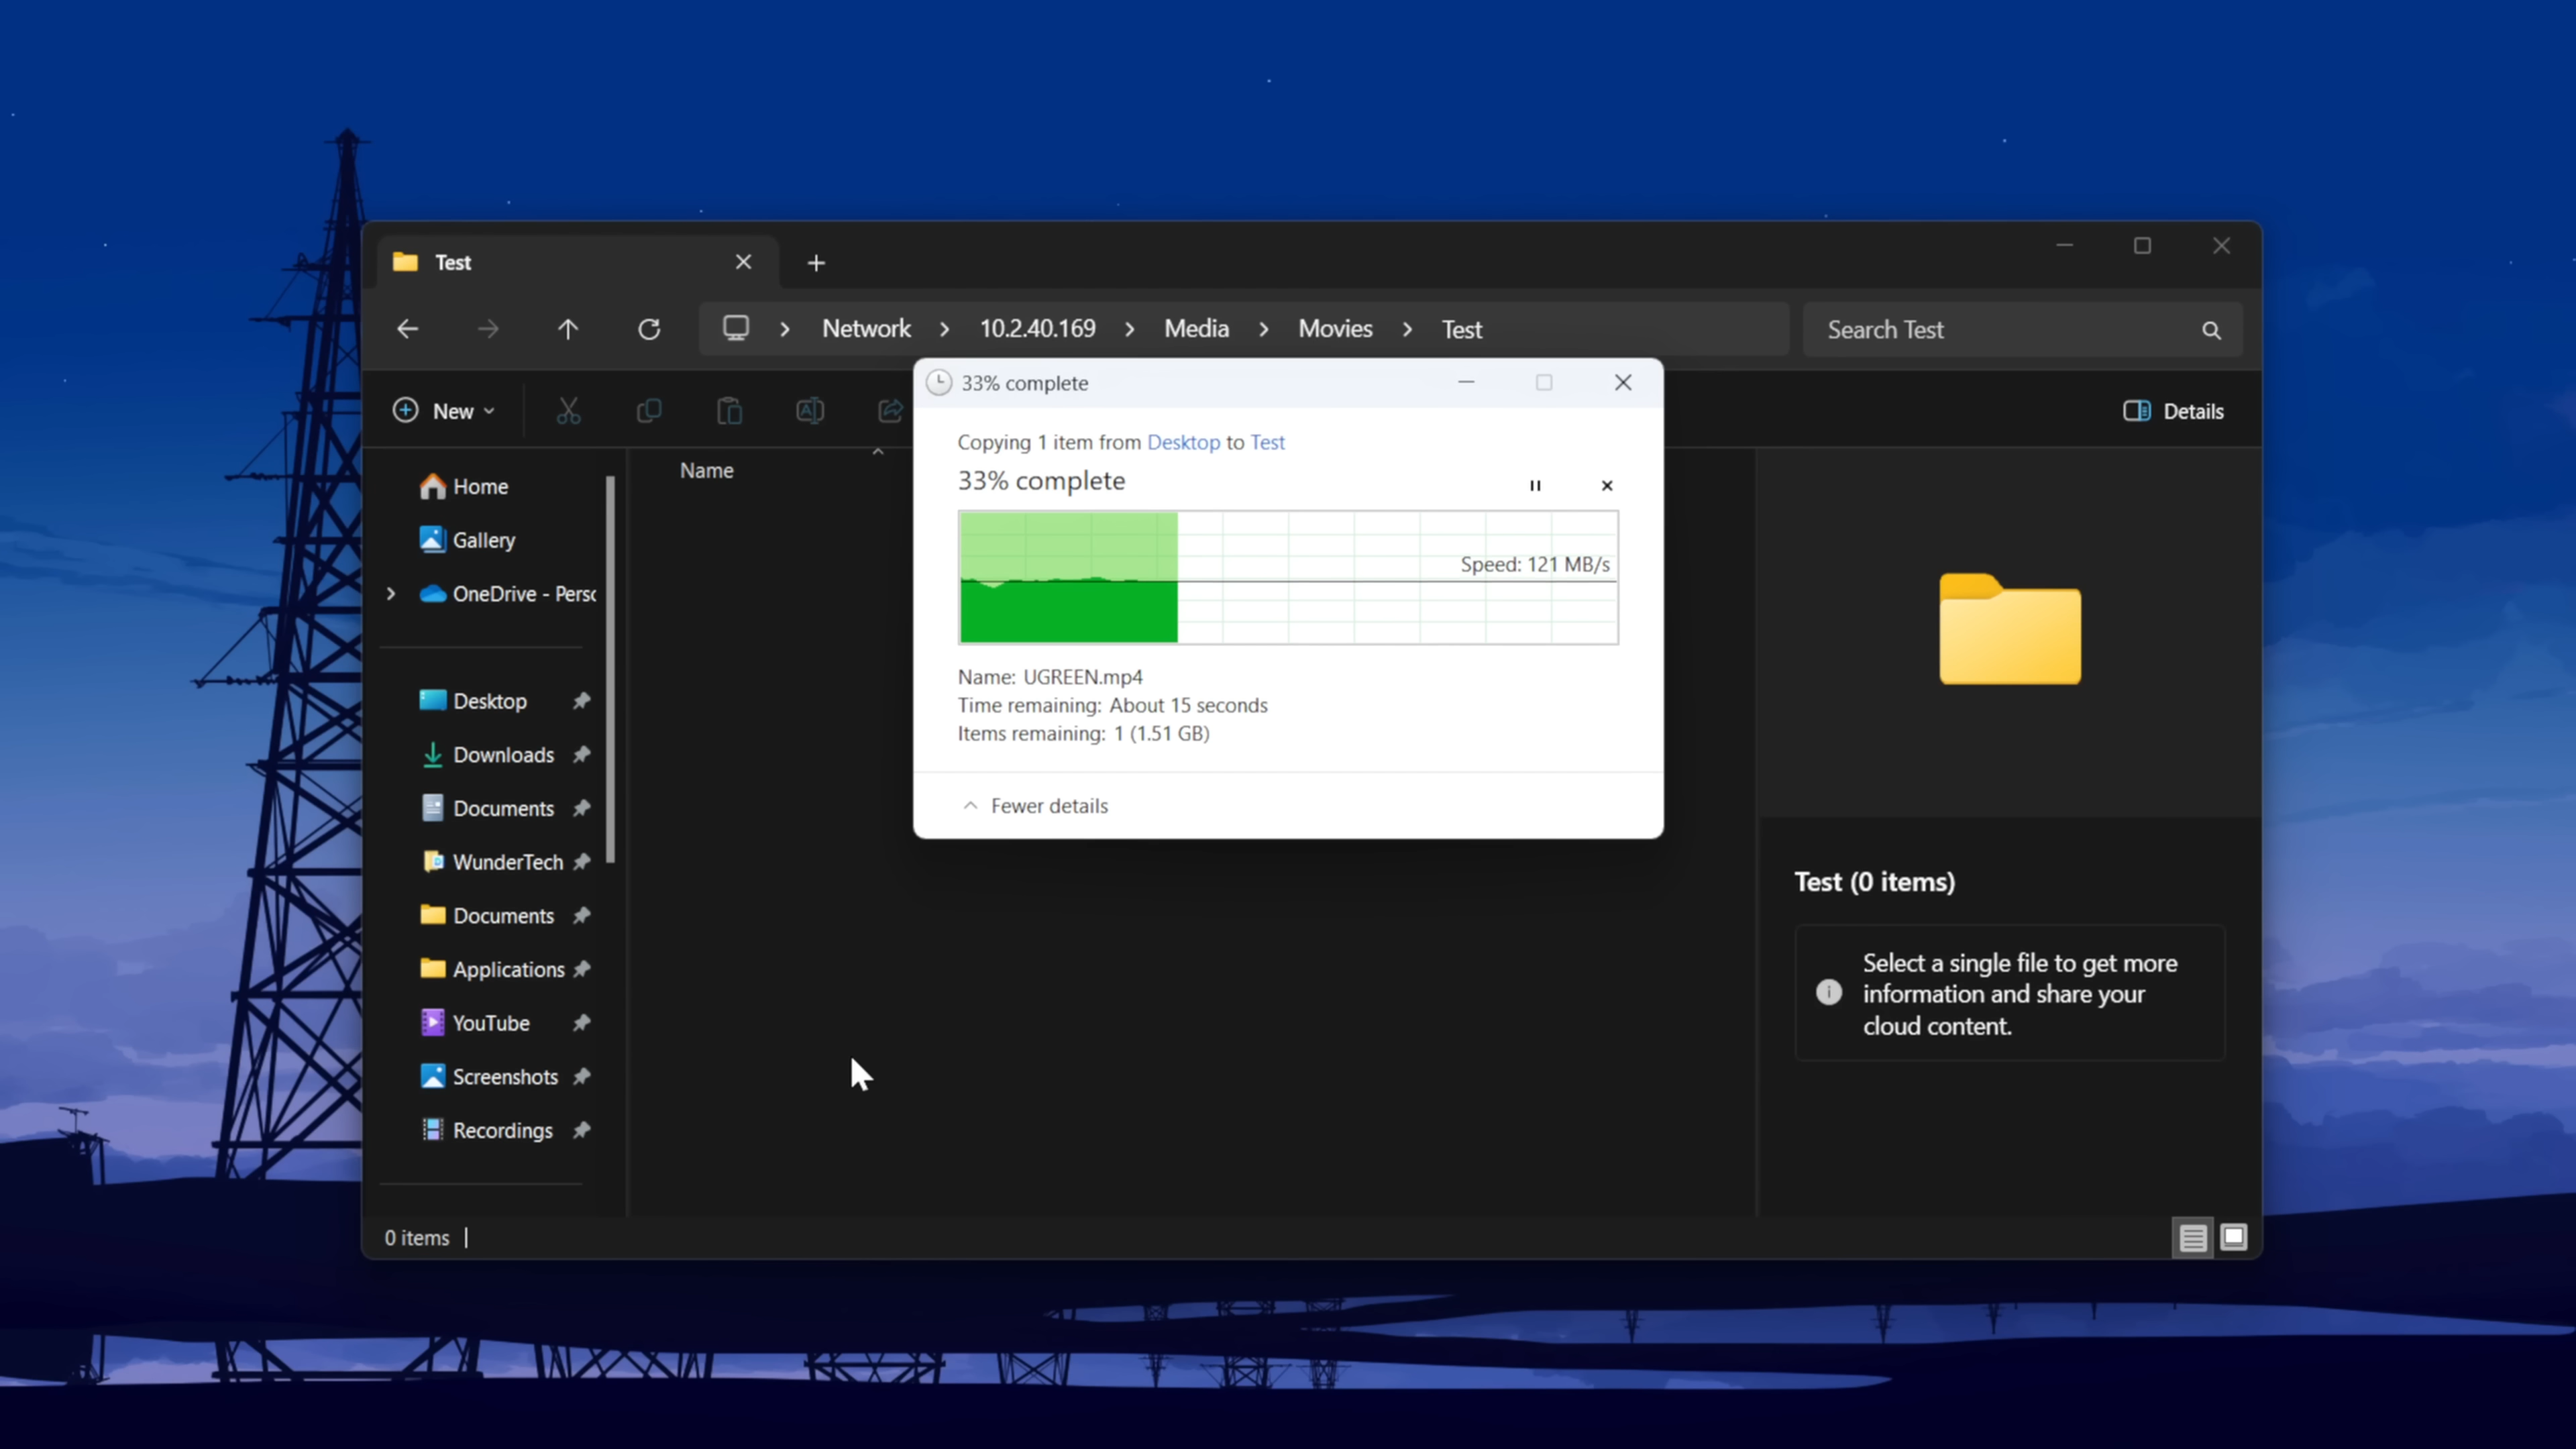 Test
Network
10.2.40.169
Media
Movies
Test
Search Test
New
Details
Home
Gallery
OneDrive - Perso
Desktop
Downloads
Documents
WunderTech
Documents
Applications
YouTube
Screenshots
Recordings
Name
33% complete
Copying 1 item from Desktop to Test
33% complete
Speed: 121 MB/s
Name: UGREEN.mp4
Time remaining: About 15 seconds
Items remaining: 1 (1.51 GB)
Fewer details
Test (0 items)
Select a single file to get more
information and share your
cloud content.
0 items